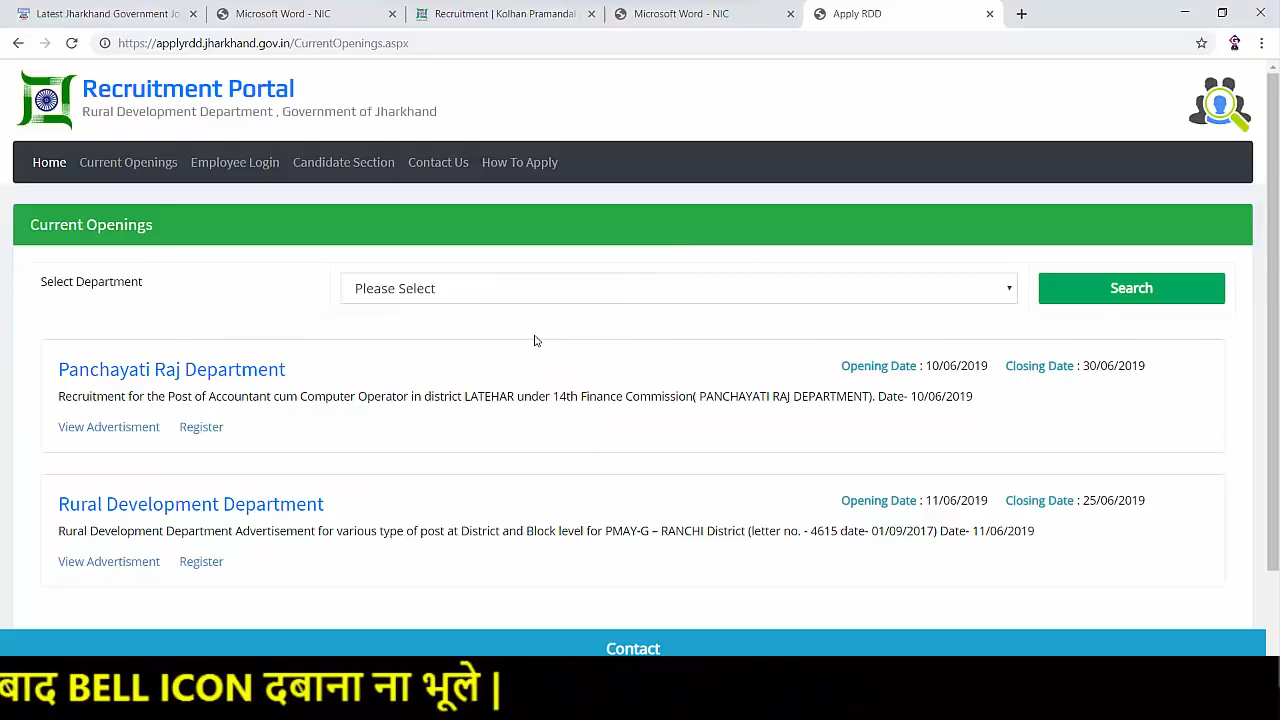 Latest Jharkhand Government Jo
Microsoft Word - NIC
Recruitment | Kolhan Pramandal
Microsoft Word - NIC
Apply RDD
https://applyrdd.jharkhand.gov.in/CurrentOpenings.aspx
Recruitment Portal
Rural Development Department , Government of Jharkhand
Home Current Openings Employee Login Candidate Section Contact Us How To Apply
Current Openings
Select Department Please Select Search
Panchayati Raj Department Opening Date : 10/06/2019 Closing Date : 30/06/2019
Recruitment for the Post of Accountant cum Computer Operator in district LATEHAR under 14th Finance Commission( PANCHAYATI RAJ DEPARTMENT). Date- 10/06/2019
View Advertisment Register
Rural Development Department Opening Date : 11/06/2019 Closing Date : 25/06/2019
Rural Development Department Advertisement for various type of post at District and Block level for PMAY-G – RANCHI District (letter no. - 4615 date- 01/09/2017) Date- 11/06/2019
View Advertisment Register
Contact
बाद BELL ICON दबाना ना भूले |